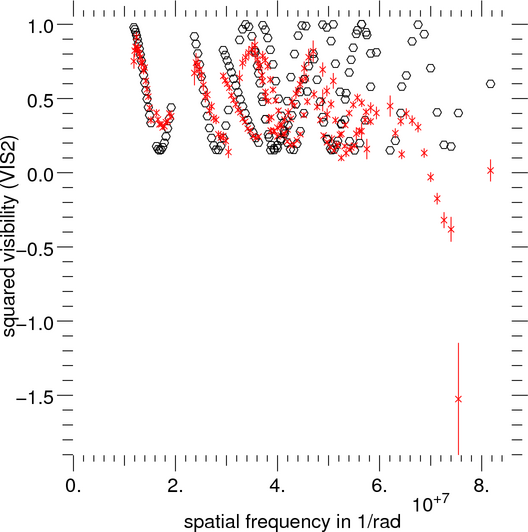 1.0
0.5
0.0
−0.5
−1.0
−1.5
squared visibility (VIS2)
0. 2. 4. 6. 8.
10+7
spatial frequency in 1/rad